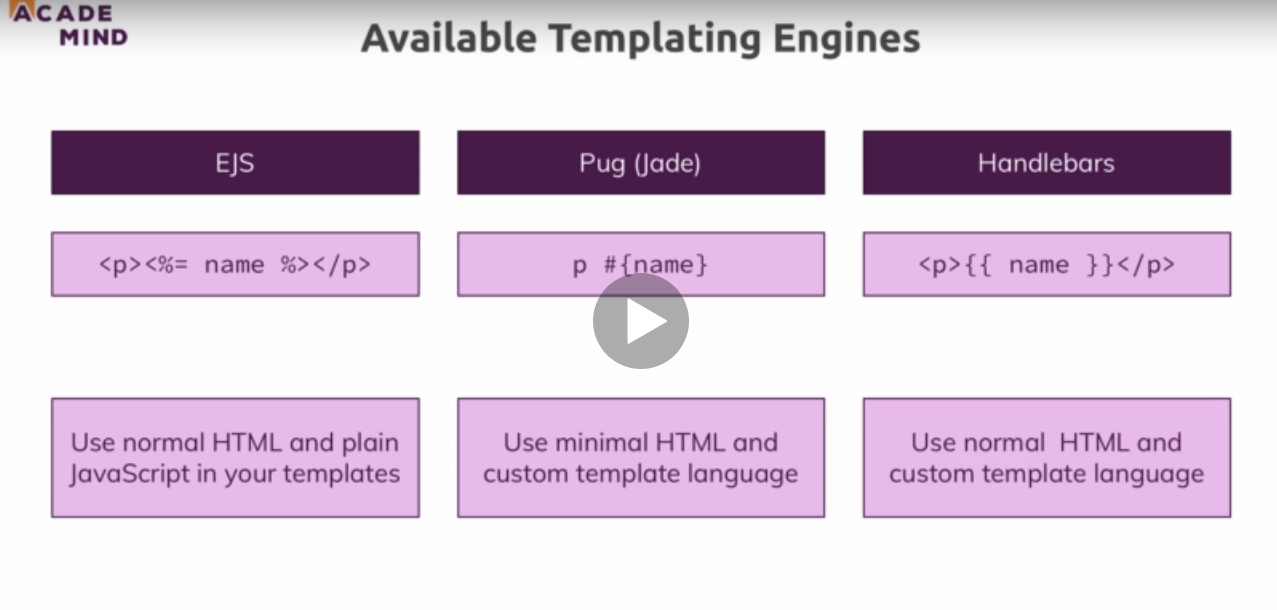 ACADE
MIND
Available Templating Engines
EJS
Pug (Jade)
Handlebars
<p><%= name %></p>
p #{name}
<p>{{ name }}</p>
Use normal HTML and plain
JavaScript in your templates
Use minimal HTML and
custom template language
Use normal HTML and
custom template language